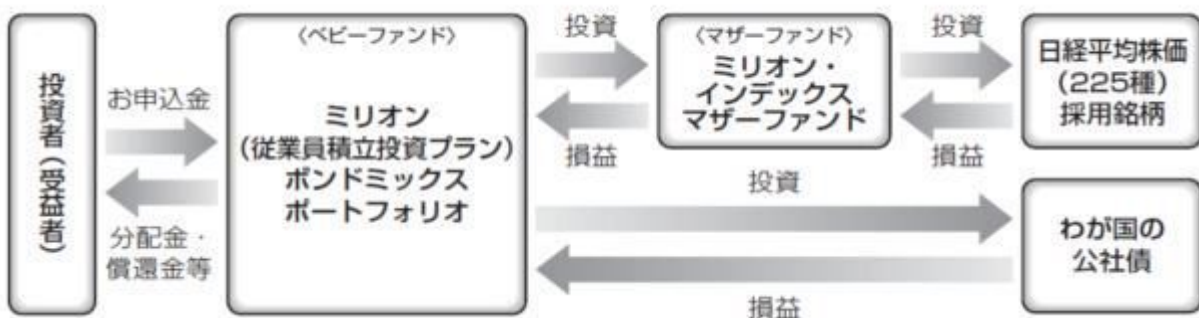 投資者（受益者）
お申込金
分配金・
償還金等
〈ベビーファンド〉
ミリオン
（従業員積立投資プラン）
ボンドミックス
ポートフォリオ
投資
損益
〈マザーファンド〉
ミリオン・
インデックス
マザーファンド
投資
損益
日経平均株価
（225種）
採用銘柄
投資
損益
わが国の
公社債